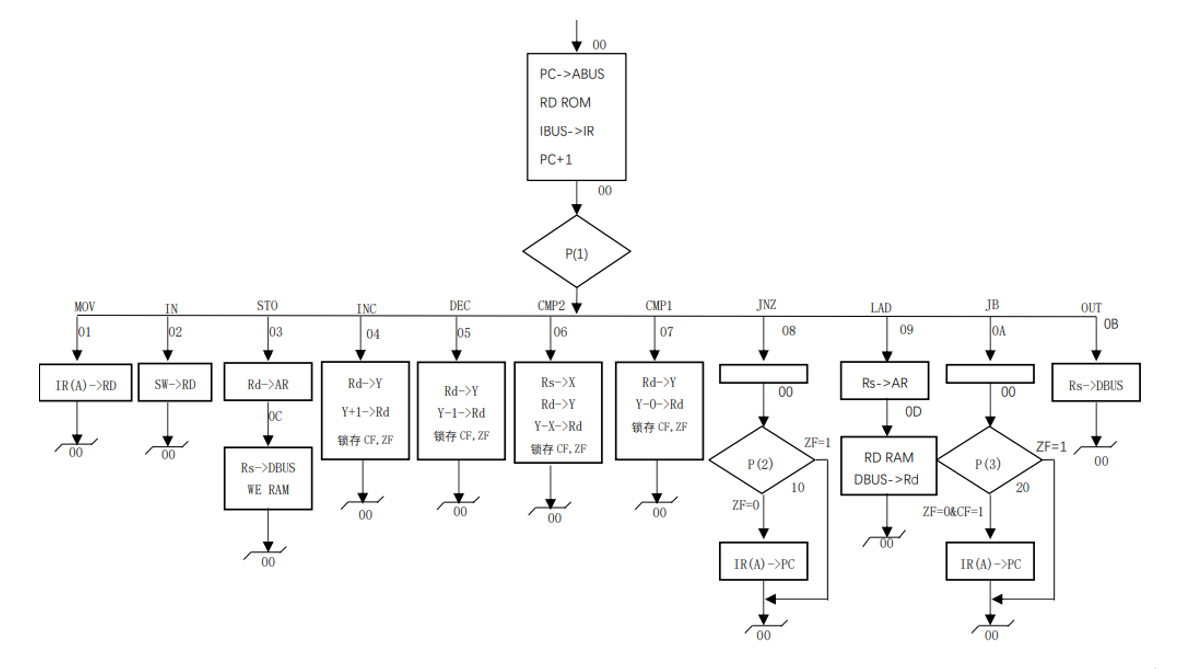 00
PC->ABUS
RD ROM
IBUS->IR
PC+1
00
P(1)
MOV
IN
STO
INC
DEC
CMP2
CMP1
JNZ
LAD
JB
OUT
01
02
03
04
05
06
07
08
09
0A
0B
IR(A)->RD
00
SW->RD
00
Rd->AR
0C
Rs->DBUS
WE RAM
00
Rd->Y
Y+1->Rd
锁存 CF,ZF
00
Rd->Y
Y-1->Rd
锁存 CF,ZF
00
Rs->X
Rd->Y
Y-X->Rd
锁存 CF,ZF
00
Rd->Y
Y-0->Rd
锁存 CF,ZF
00
00
P(2)
ZF=1
10
ZF=0
IR(A)->PC
00
Rs->AR
0D
RD RAM
DBUS->Rd
00
00
P(3)
ZF=1
20
ZF=0&CF=1
IR(A)->PC
00
Rs->DBUS
00